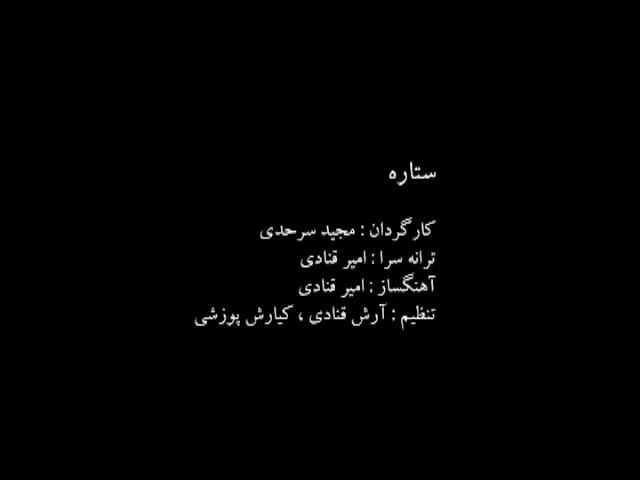 ستاره
کارگردان : مجید سرحدی
ترانه سرا : امیر قنادی
آهنگساز : امیر قنادی
تنظیم : آرش قنادی ، کیارش پوزشی